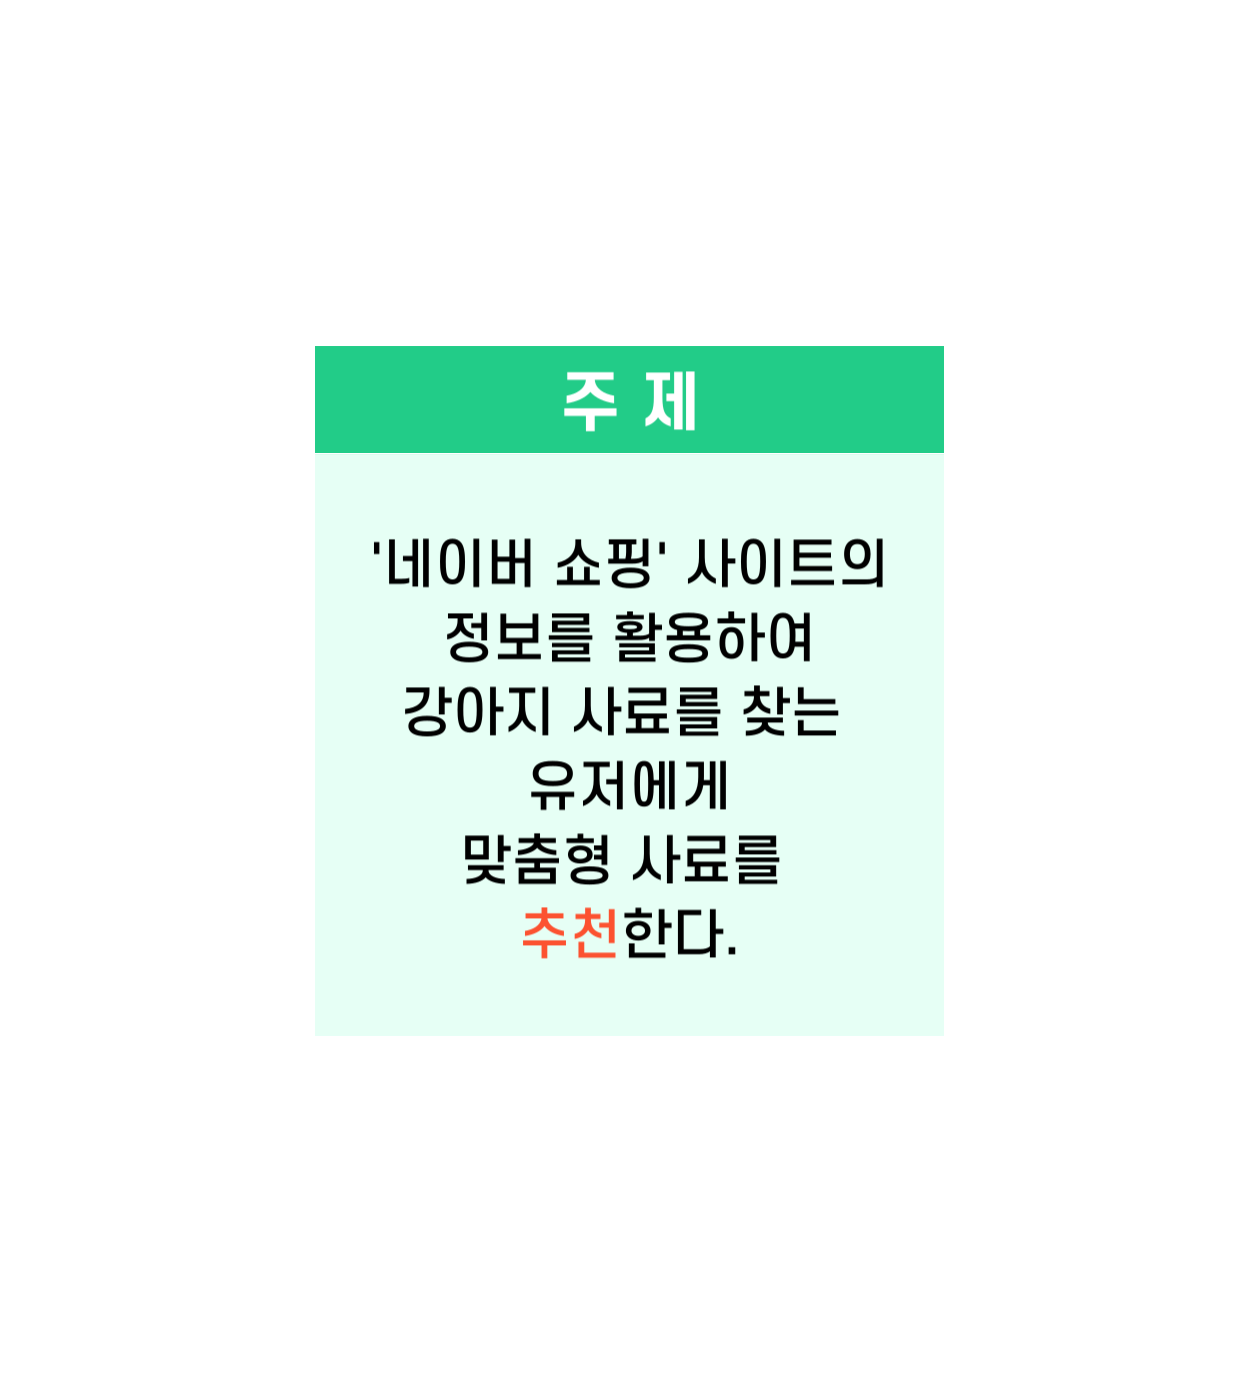 주 제
'네이버 쇼핑' 사이트의
정보를 활용하여
강아지 사료를 찾는
유저에게
맞춤형 사료를
추천한다.